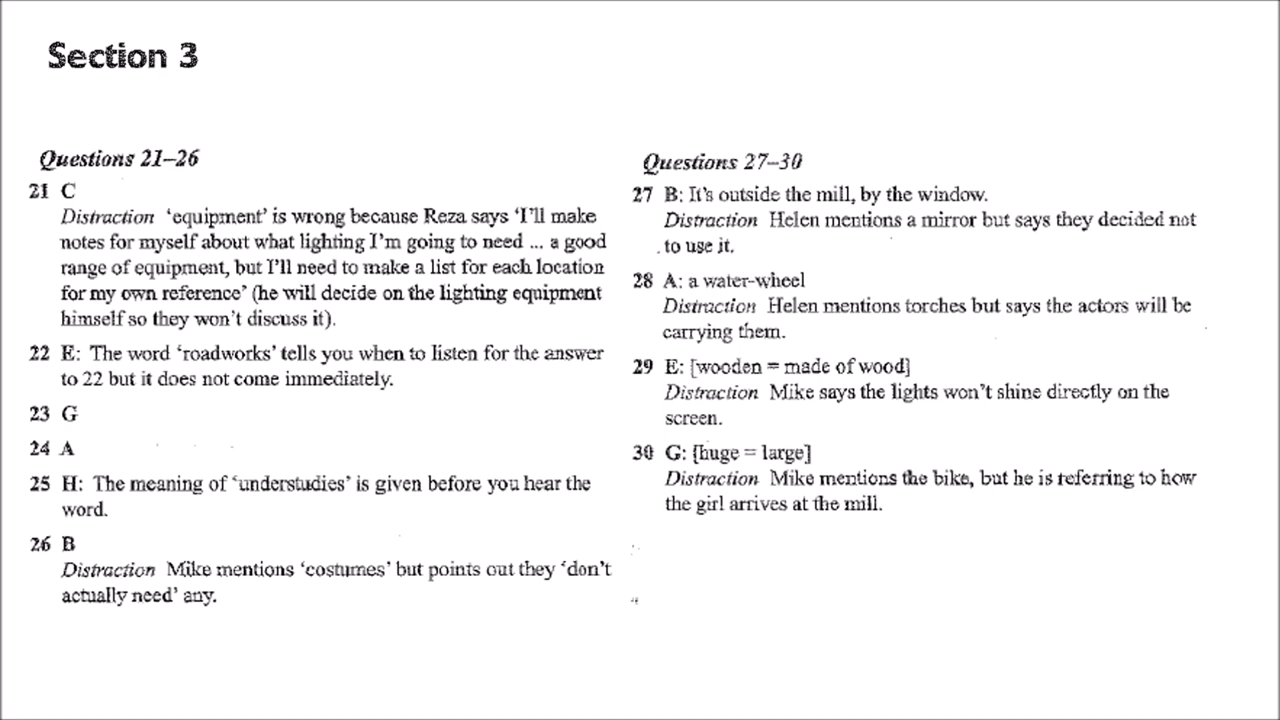 Section 3
Questions 21–26
21 C
Distraction ‘equipment’ is wrong because Reza says ‘I’ll make
notes for myself about what lighting I’m going to need ... a good
range of equipment, but I’ll need to make a list for each location
for my own reference’ (he will decide on the lighting equipment
himself so they won’t discuss it).
22 E: The word ‘roadworks’ tells you when to listen for the answer
to 22 but it does not come immediately.
23 G
24 A
25 H: The meaning of ‘understudies’ is given before you hear the
word.
26 B
Distraction Mike mentions ‘costumes’ but points out they ‘don’t
actually need’ any.
Questions 27–30
27 B: It’s outside the mill, by the window.
Distraction Helen mentions a mirror but says they decided not
to use it.
28 A: a water-wheel
Distraction Helen mentions torches but says the actors will be
carrying them.
29 E: [wooden = made of wood]
Distraction Mike says the lights won’t shine directly on the
screen.
30 G: [huge = large]
Distraction Mike mentions the bike, but he is referring to how
the girl arrives at the mill.